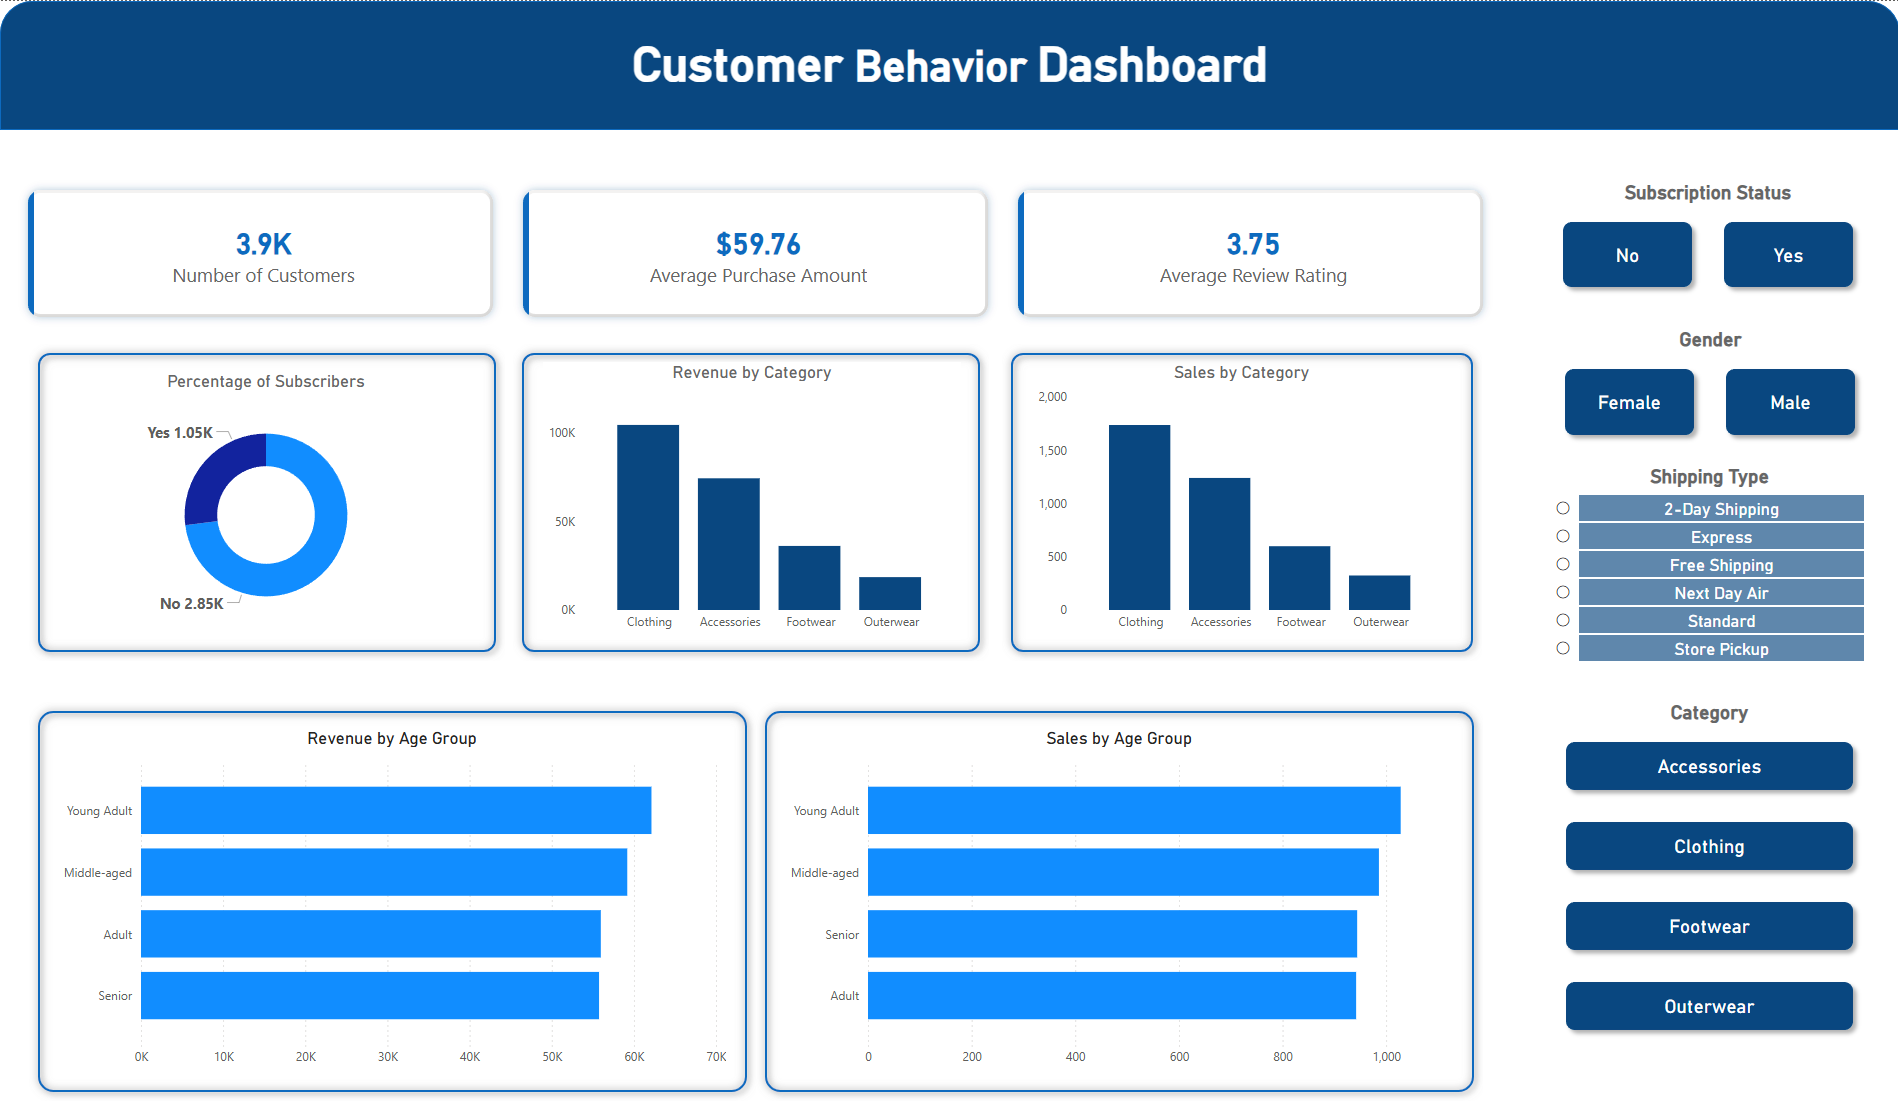 Customer Behavior Dashboard
3.9K
Number of Customers
$59.76
Average Purchase Amount
3.75
Average Review Rating
Subscription Status
No
Yes
Gender
Female
Male
Shipping Type
2-Day Shipping
Express
Free Shipping
Next Day Air
Standard
Store Pickup
Category
Accessories
Clothing
Footwear
Outerwear
Percentage of Subscribers
Yes 1.05K
No 2.85K
Revenue by Category
100K
50K
0K
Clothing Accessories Footwear Outerwear
Sales by Category
2,000
1,500
1,000
500
0
Clothing Accessories Footwear Outerwear
Revenue by Age Group
Young Adult
Middle-aged
Adult
Senior
0K 10K 20K 30K 40K 50K 60K 70K
Sales by Age Group
Young Adult
Middle-aged
Senior
Adult
0 200 400 600 800 1,000